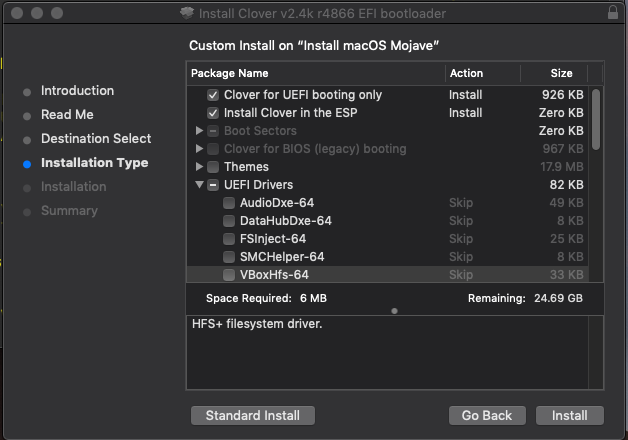 Install Clover v2.4k r4866 EFI bootloader
Custom Install on “Install macOS Mojave”
Introduction
Read Me
Destination Select
Installation Type
Installation
Summary
Package Name Action Size
Clover for UEFI booting only Install 926 KB
Install Clover in the ESP Install Zero KB
Boot Sectors Zero KB
Clover for BIOS (legacy) booting 967 KB
Themes 17.9 MB
UEFI Drivers 82 KB
AudioDxe-64 Skip 49 KB
DataHubDxe-64 Skip 8 KB
FSInject-64 Skip 25 KB
SMCHelper-64 Skip 8 KB
VBoxHfs-64 Skip 33 KB
Space Required: 6 MB Remaining: 24.69 GB
HFS+ filesystem driver.
Standard Install Go Back Install